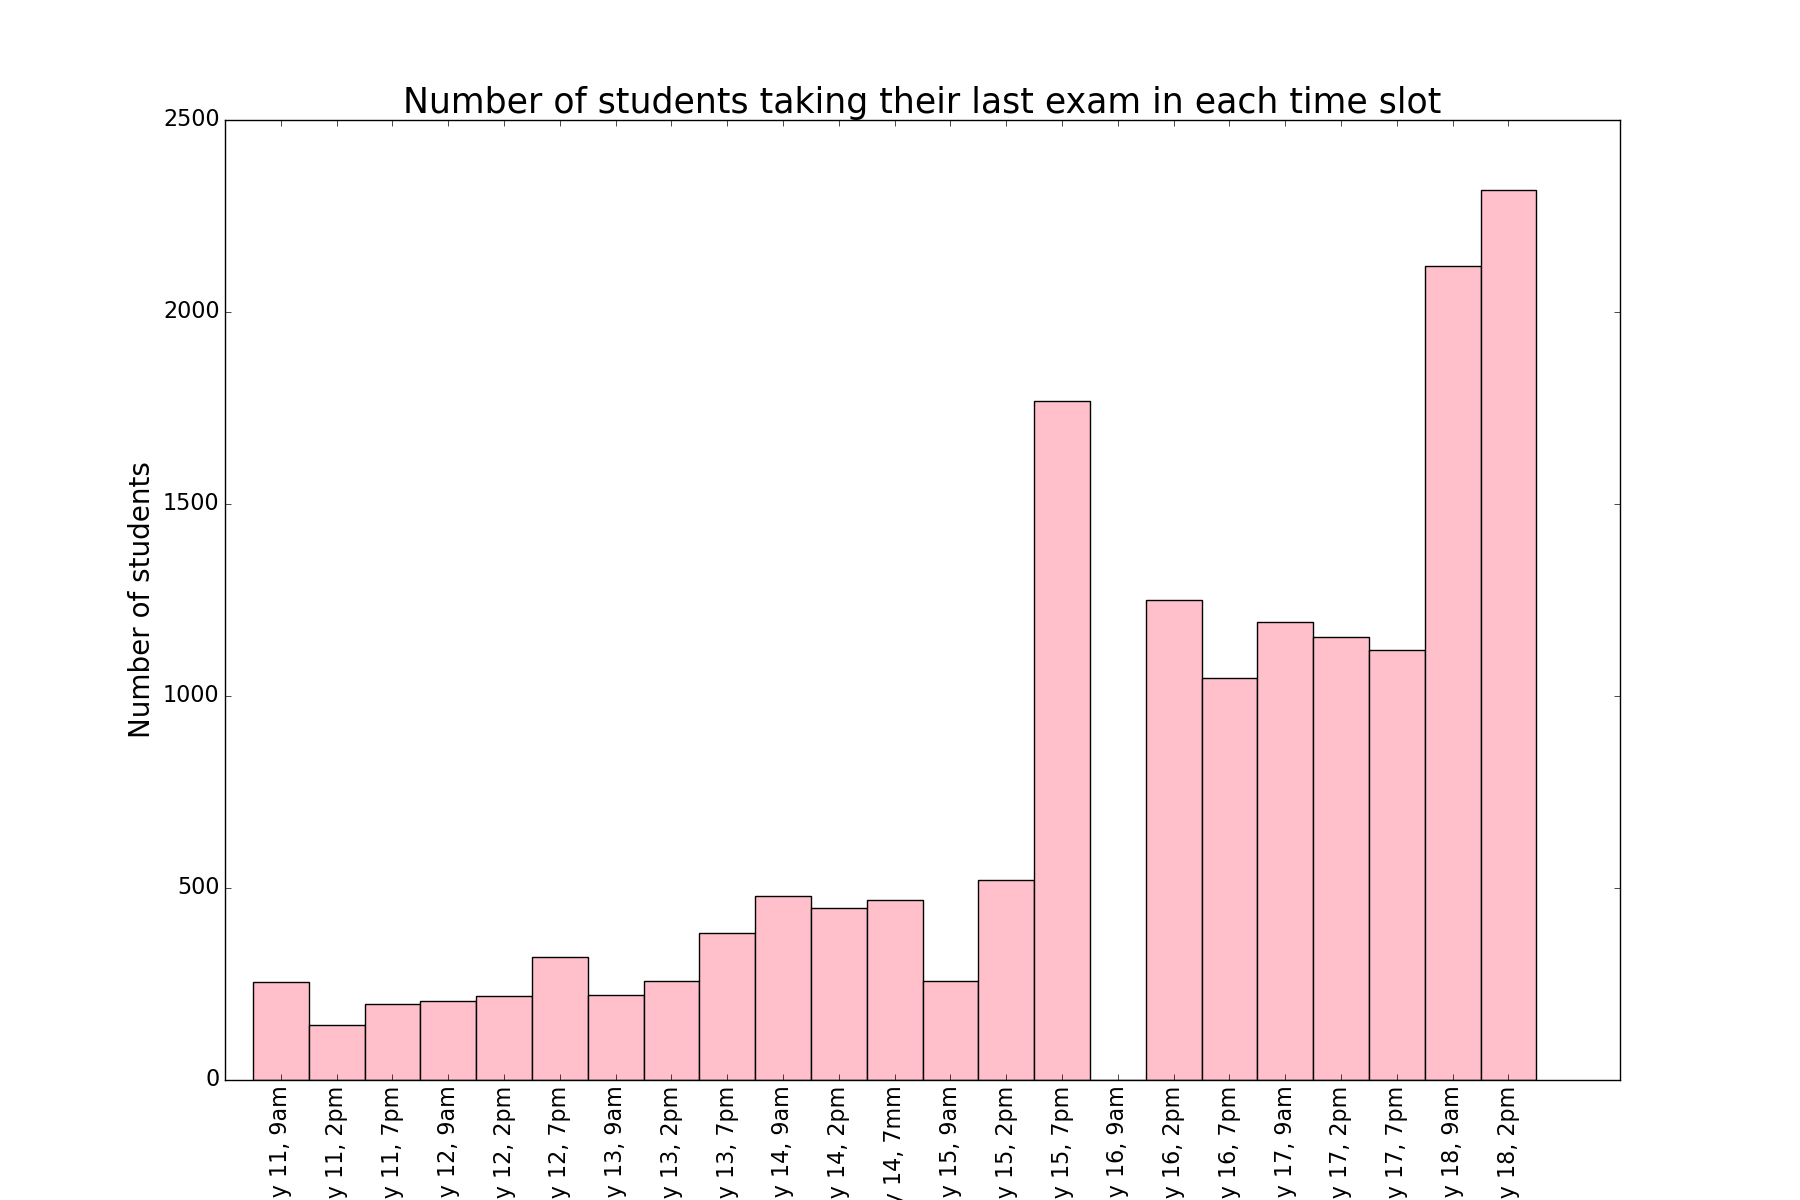 Number of students taking their last exam in each time slot
Number of students
2500
2000
1500
1000
500
0
y 11, 9am
y 11, 2pm
y 11, 7pm
y 12, 9am
y 12, 2pm
y 12, 7pm
y 13, 9am
y 13, 2pm
y 13, 7pm
y 14, 9am
y 14, 2pm
y 14, 7mm
y 15, 9am
y 15, 2pm
y 15, 7pm
y 16, 9am
y 16, 2pm
y 16, 7pm
y 17, 9am
y 17, 2pm
y 17, 7pm
y 18, 9am
y 18, 2pm